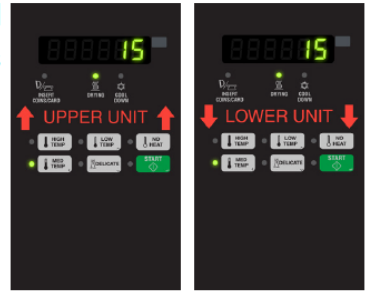 15
INSERT COINS/CARD
DRYING
COOL DOWN
UPPER UNIT
HIGH TEMP
LOW TEMP
NO HEAT
MED TEMP
DELICATE
START
15
INSERT COINS/CARD
DRYING
COOL DOWN
LOWER UNIT
HIGH TEMP
LOW TEMP
NO HEAT
MED TEMP
DELICATE
START